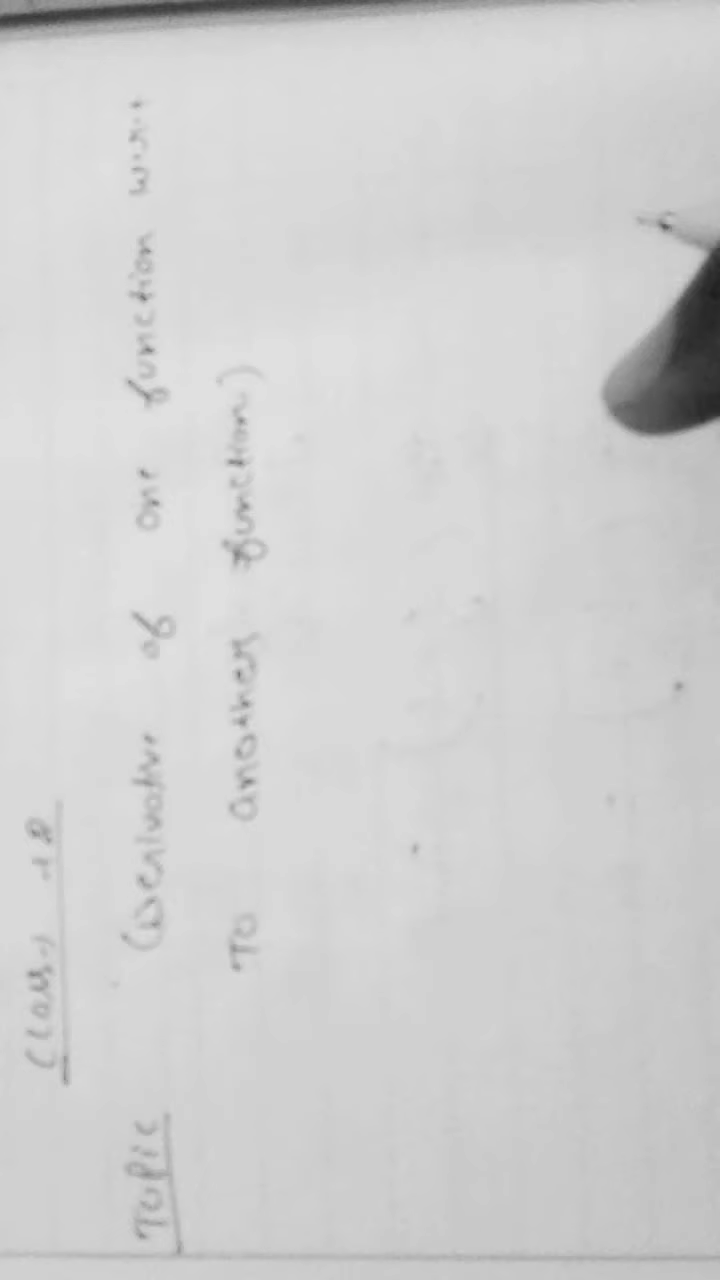 Class → 12
Topic (Derivative of one function w.r.t
To another function)